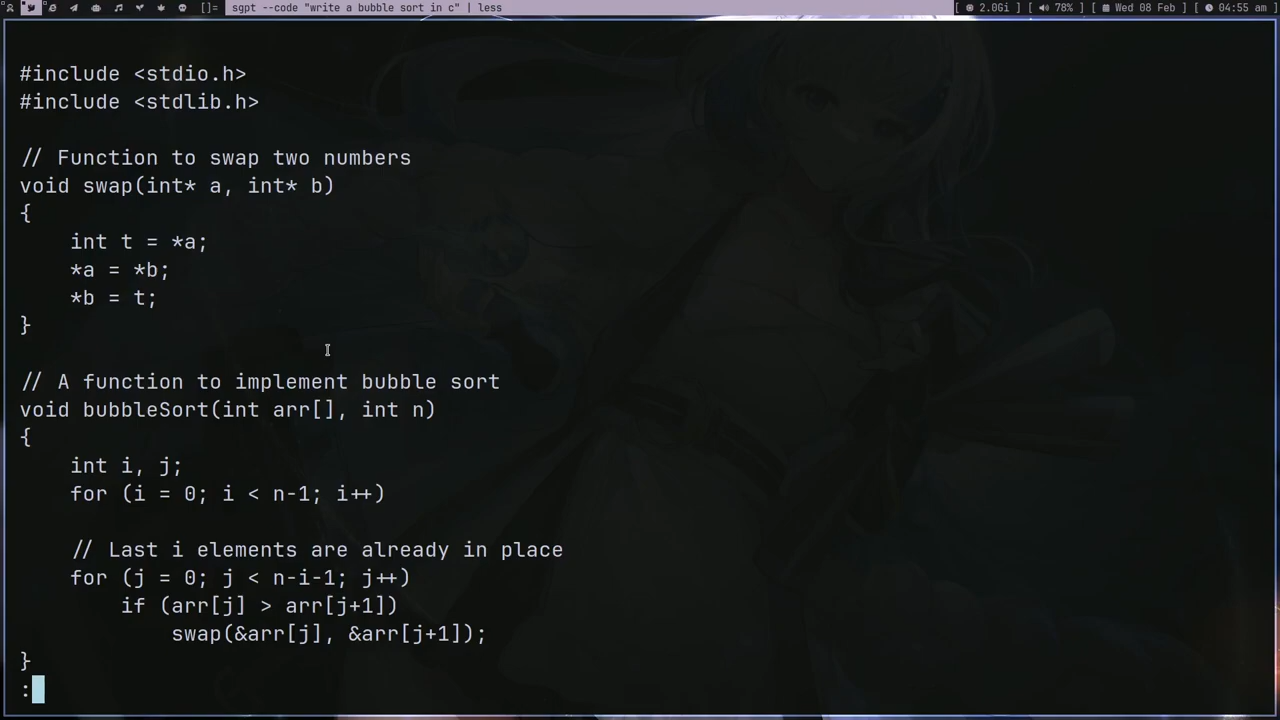 []= sgpt --code "write a bubble sort in c" | less [ 2.0Gi ] [ 78% ] [ Wed 08 Feb ] [ 04:55 am ]
#include <stdio.h>
#include <stdlib.h>
// Function to swap two numbers
void swap(int* a, int* b)
{
    int t = *a;
    *a = *b;
    *b = t;
}
// A function to implement bubble sort
void bubbleSort(int arr[], int n)
{
    int i, j;
    for (i = 0; i < n-1; i++)
    // Last i elements are already in place
    for (j = 0; j < n-i-1; j++)
        if (arr[j] > arr[j+1])
            swap(&arr[j], &arr[j+1]);
}
: